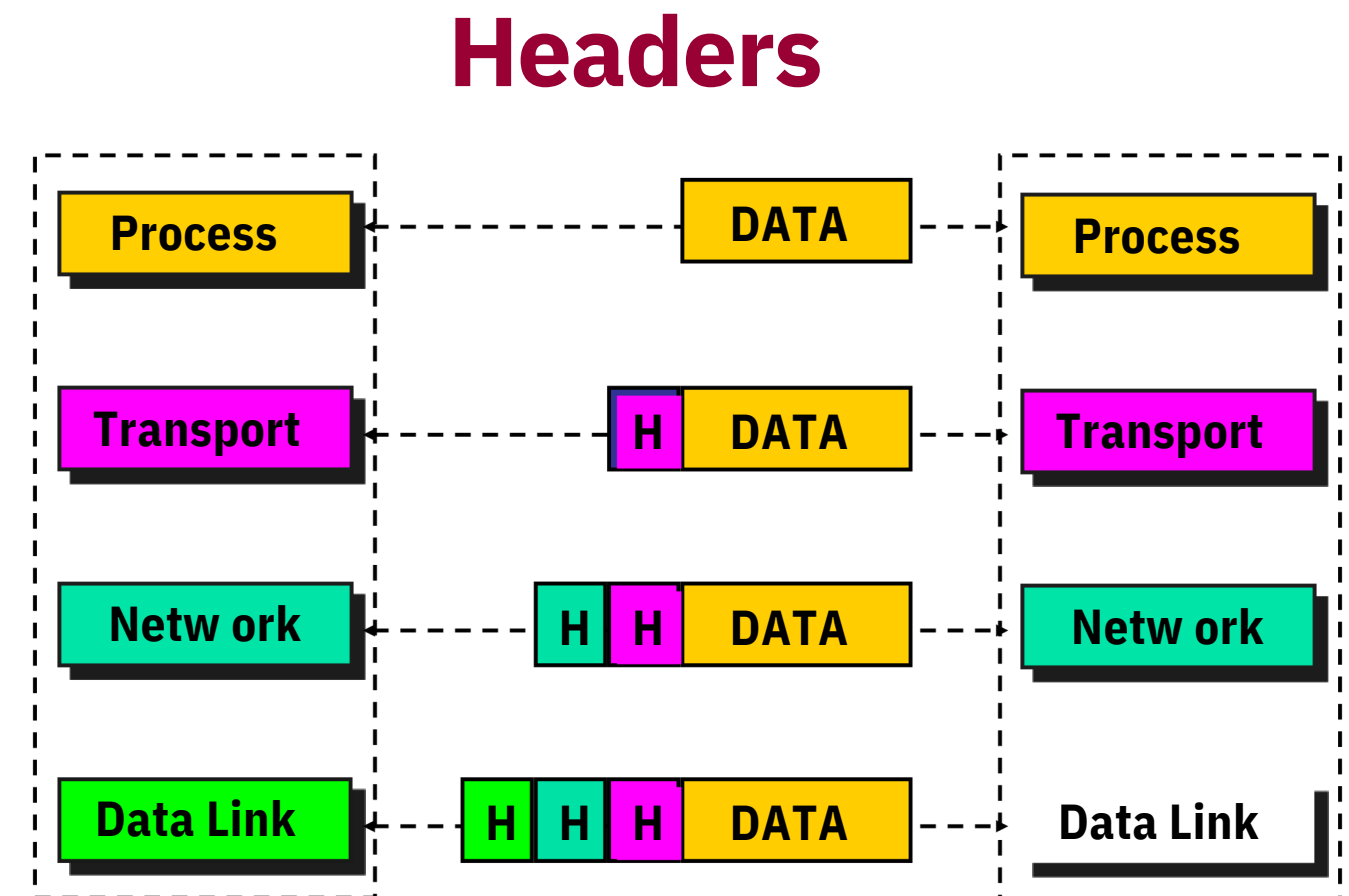 Headers
Process DATA Process
Transport H DATA Transport
Netw ork H H DATA Netw ork
Data Link H H H DATA Data Link